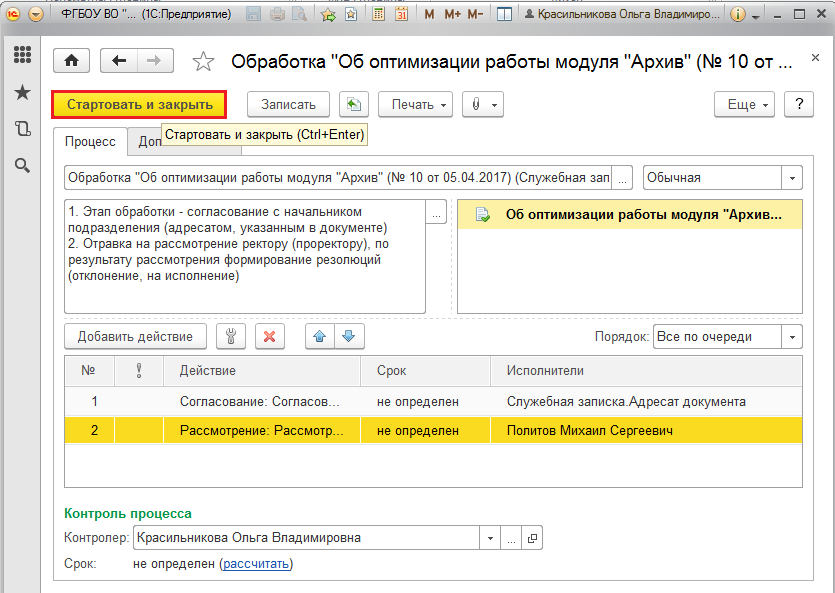 ФГБОУ ВО "... (1С:Предприятие)
31
M M+ M-
Красильникова Ольга Владимиро...
Обработка "Об оптимизации работы модуля "Архив" (№ 10 от ...
Стартовать и закрыть
Записать
Печать
Еще
?
Стартовать и закрыть (Ctrl+Enter)
Процесс
Доп
Обработка "Об оптимизации работы модуля "Архив" (№ 10 от 05.04.2017) (Служебная зап
...
Обычная
1. Этап обработки - согласование с начальником
подразделения (адресатом, указанным в документе)
2. Отравка на рассмотрение ректору (проректору), по
результату рассмотрения формирование резолюций
(отклонение, на исполнение)
...
Об оптимизации работы модуля "Архив...
Добавить действие
Порядок: Все по очереди
№ ! Действие Срок Исполнители
1 Согласование: Согласов... не определен Служебная записка.Адресат документа
2 Рассмотрение: Рассмотр... не определен Политов Михаил Сергеевич
Контроль процесса
Контролер: Красильникова Ольга Владимировна ...
Срок: не определен (рассчитать)